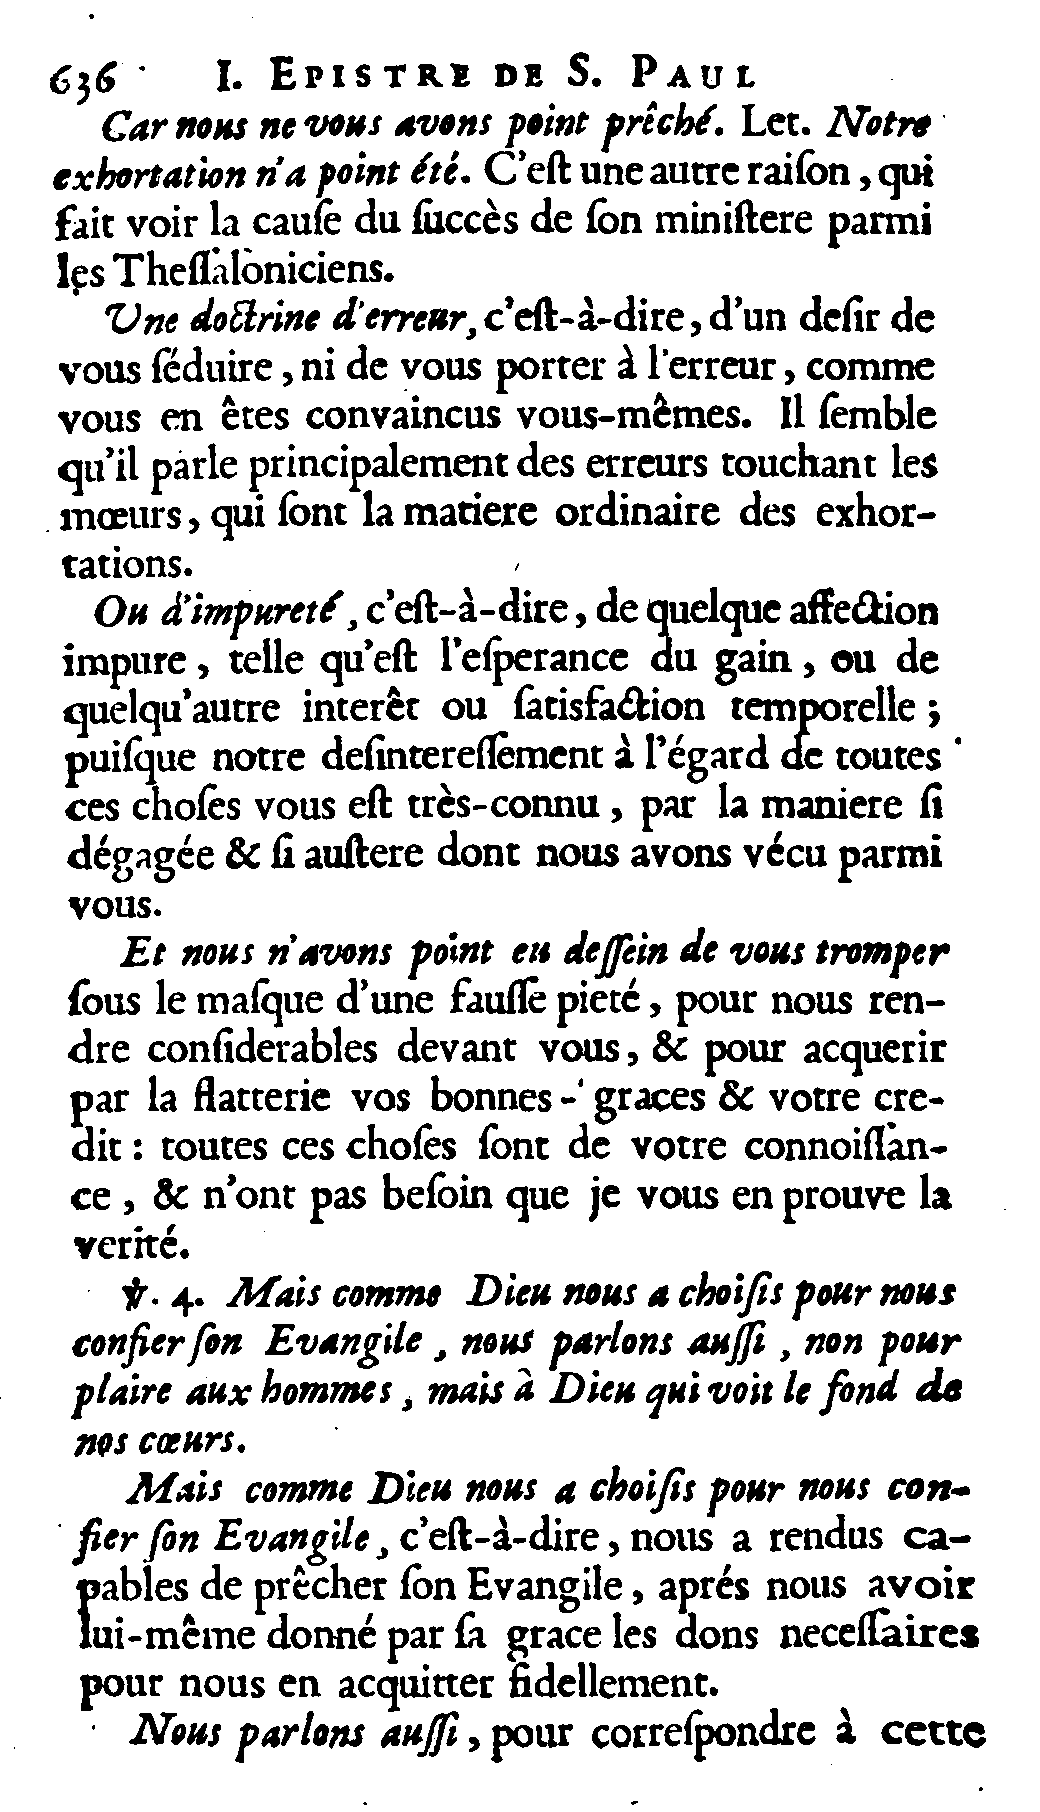 636 I. EPISTRE DE S. PAUL
Car nous ne vous avons point prêché. Let. Notre
exhortation n'a point été. C'eſt une autre raiſon, qui
fait voir la cauſe du ſuccès de ſon miniſtere parmi
les Theſſaloniciens.
Une doctrine d'erreur, c'eſt-à-dire, d'un deſir de
vous ſéduire, ni de vous porter à l'erreur, comme
vous en êtes convaincus vous-mêmes. Il ſemble
qu'il parle principalement des erreurs touchant les
mœurs, qui ſont la matiere ordinaire des exhor-
tations.
Ou d'impureté, c'eſt-à-dire, de quelque affection
impure, telle qu'eſt l'eſperance du gain, ou de
quelqu'autre interêt ou ſatisfaction temporelle;
puiſque notre deſintereſſement à l'égard de toutes
ces choſes vous eſt très-connu, par la maniere ſi
dégagée & ſi auſtere dont nous avons vécu parmi
vous.
Et nous n'avons point eu deſſein de vous tromper
ſous le maſque d'une fauſſe pieté, pour nous ren-
dre conſiderables devant vous, & pour acquerir
par la flatterie vos bonnes-graces & votre cre-
dit: toutes ces choſes ſont de votre connoiſſan-
ce, & n'ont pas beſoin que je vous en prouve la
verité.
℣. 4. Mais comme Dieu nous a choiſis pour nous
confier ſon Evangile, nous parlons auſſi, non pour
plaire aux hommes, mais à Dieu qui voit le fond de
nos cœurs.
Mais comme Dieu nous a choiſis pour nous con-
fier ſon Evangile, c'eſt-à-dire, nous a rendus ca-
pables de prêcher ſon Evangile, aprés nous avoir
lui-même donné par ſa grace les dons neceſſaires
pour nous en acquitter fidellement.
Nous parlons auſſi, pour correſpondre à cette